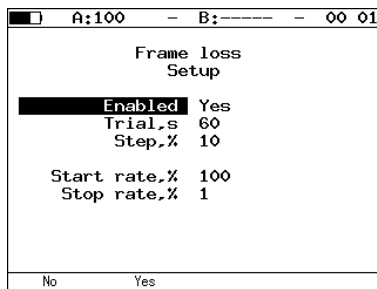 A:100 – B:----- – 00 01
Frame loss
Setup
Enabled Yes
Trial,s 60
Step,% 10
Start rate,% 100
Stop rate,% 1
No Yes